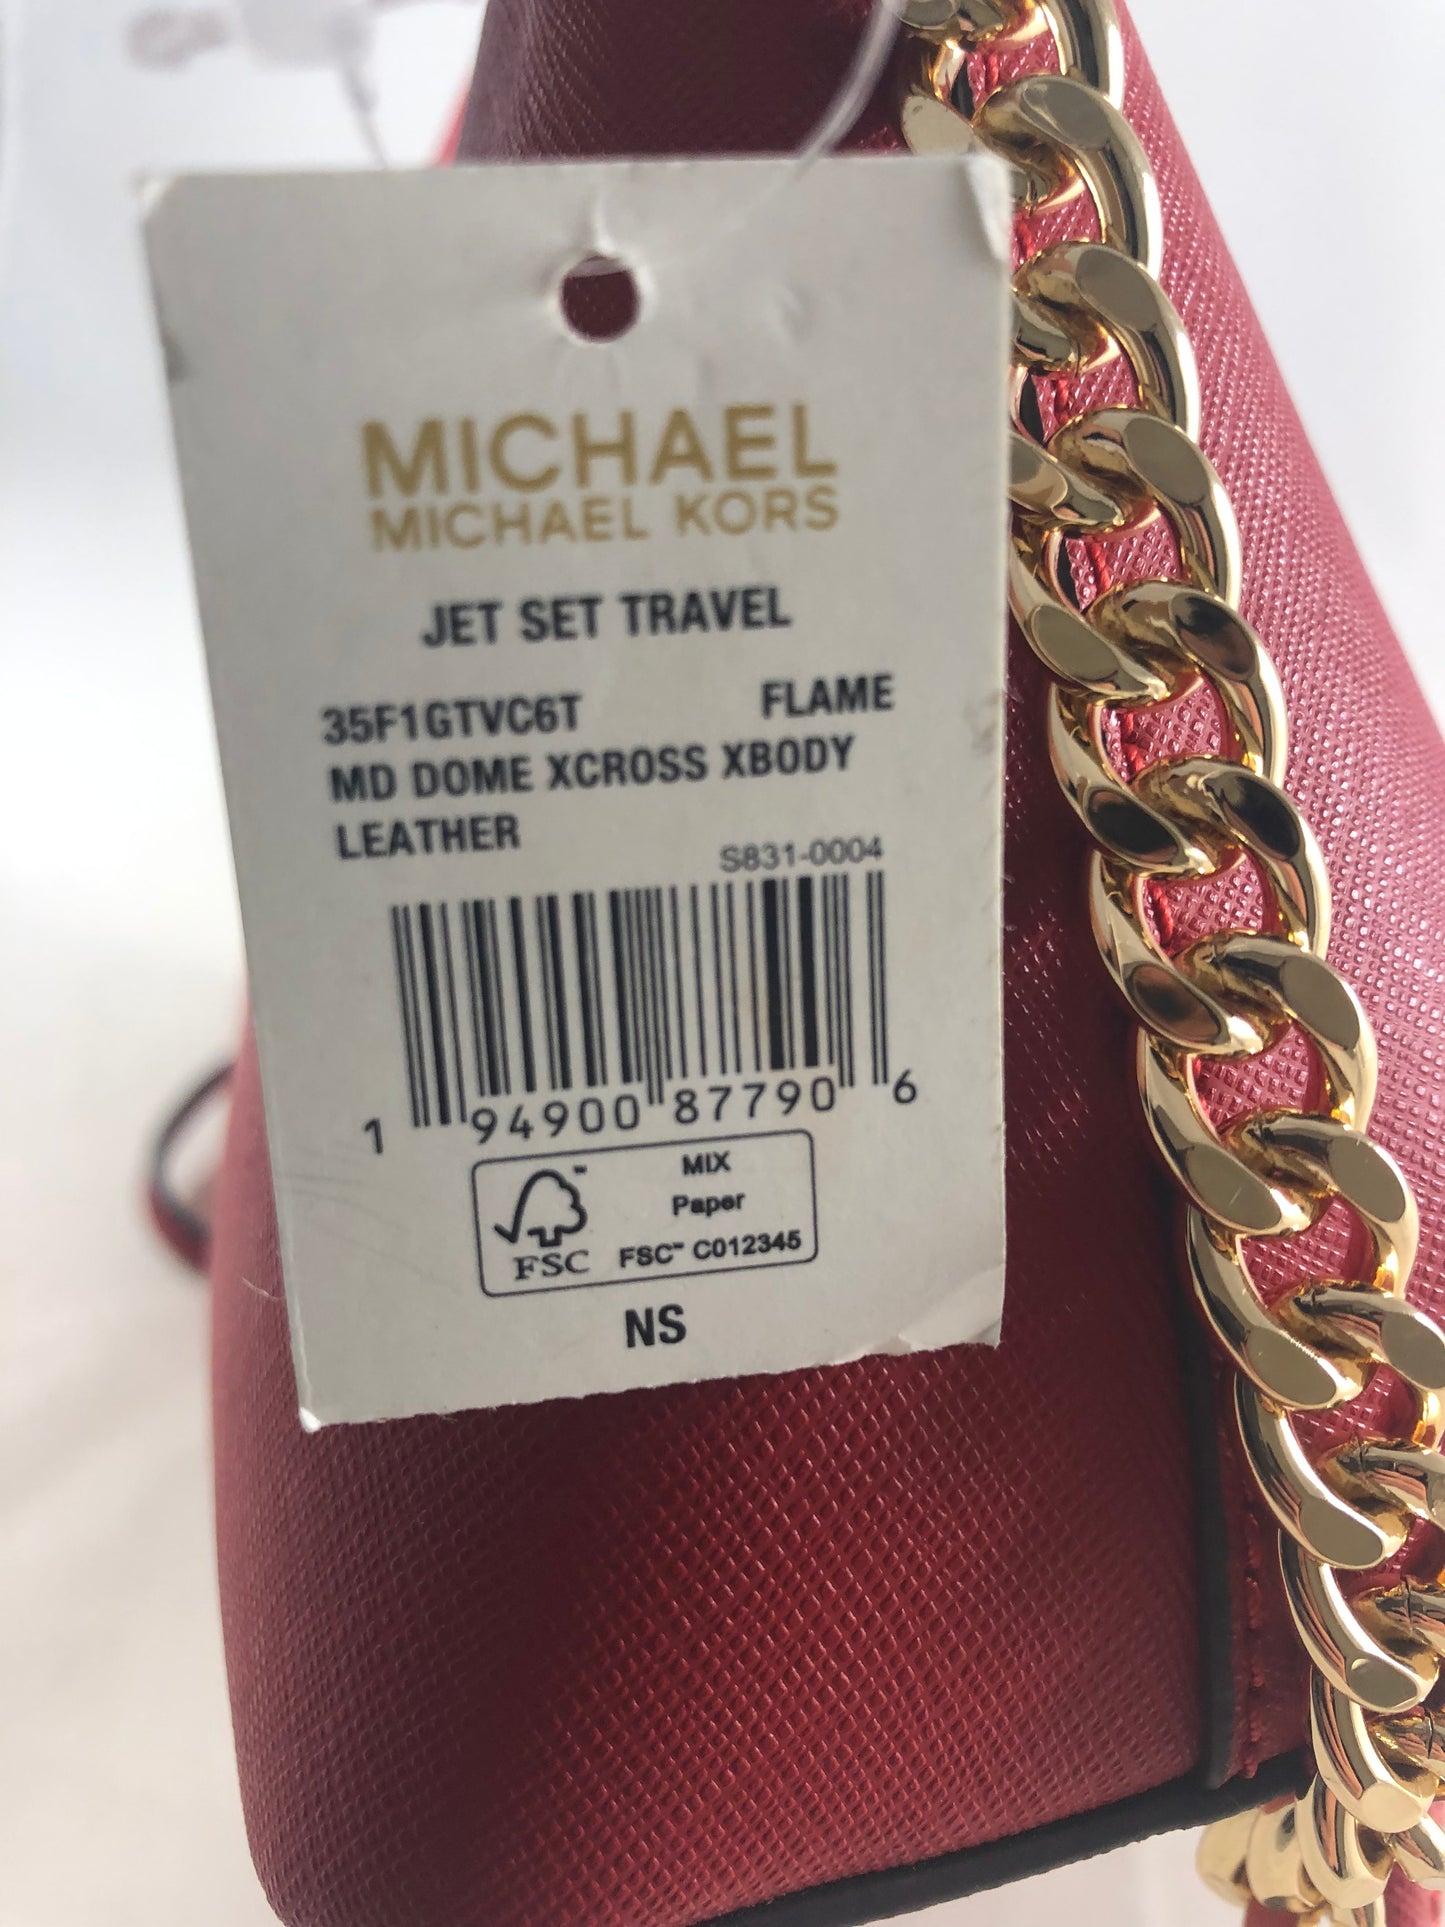 MICHAEL
MICHAEL KORS
JET SET TRAVEL
35F1GTVC6T FLAME
MD DOME XCROSS XBODY
LEATHER
S831-0004
1 94900 87790 6
MIX
Paper
FSC™ C012345
™
FSC
NS